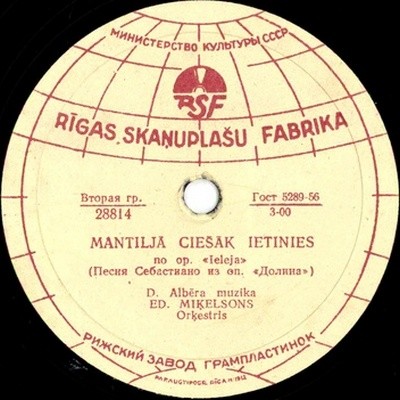 МИНИСТЕРСТВО КУЛЬТУРЫ СССР
RSF
RĪGAS SKAŅUPLAŠU FABRIKA
Вторая гр.
28814
Гост 5289-56
3-00
MANTILJĀ CIEŠĀK IETINIES
по ор. «Ieleja»
(Песня Себастиано из оп. «Долина»)
D. Albēra muzika
ED. MIĶELSONS
Orķestris
РИЖСКИЙ ЗАВОД ГРАМПЛАСТИНОК